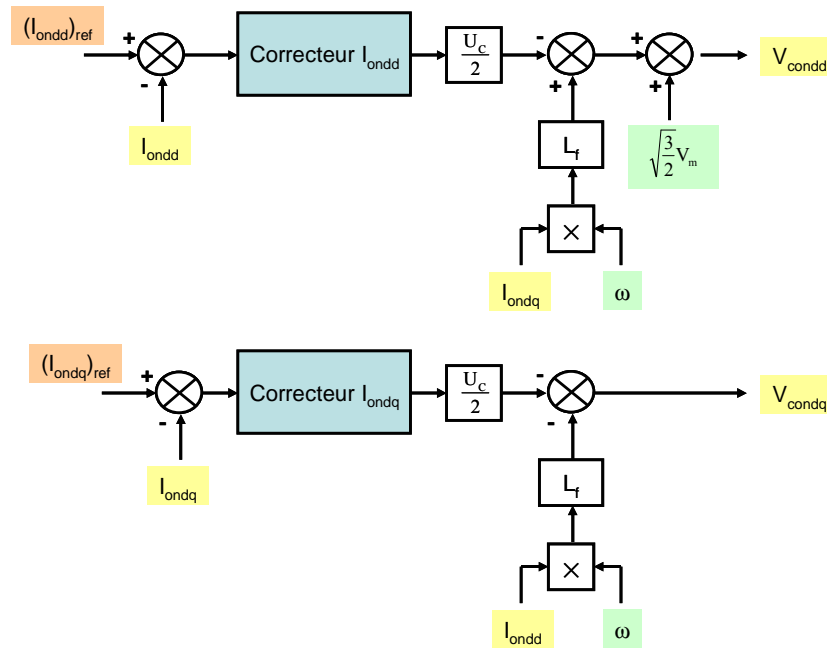 (Iondd)ref
+
-
Iondd
Correcteur Iondd
Uc
2
-
+
Lf
×
Iondq
ω
+
+
√3/2 Vm
Vcondd
(Iondq)ref
+
-
Iondq
Correcteur Iondq
Uc
2
-
-
Lf
×
Iondd
ω
Vcondq